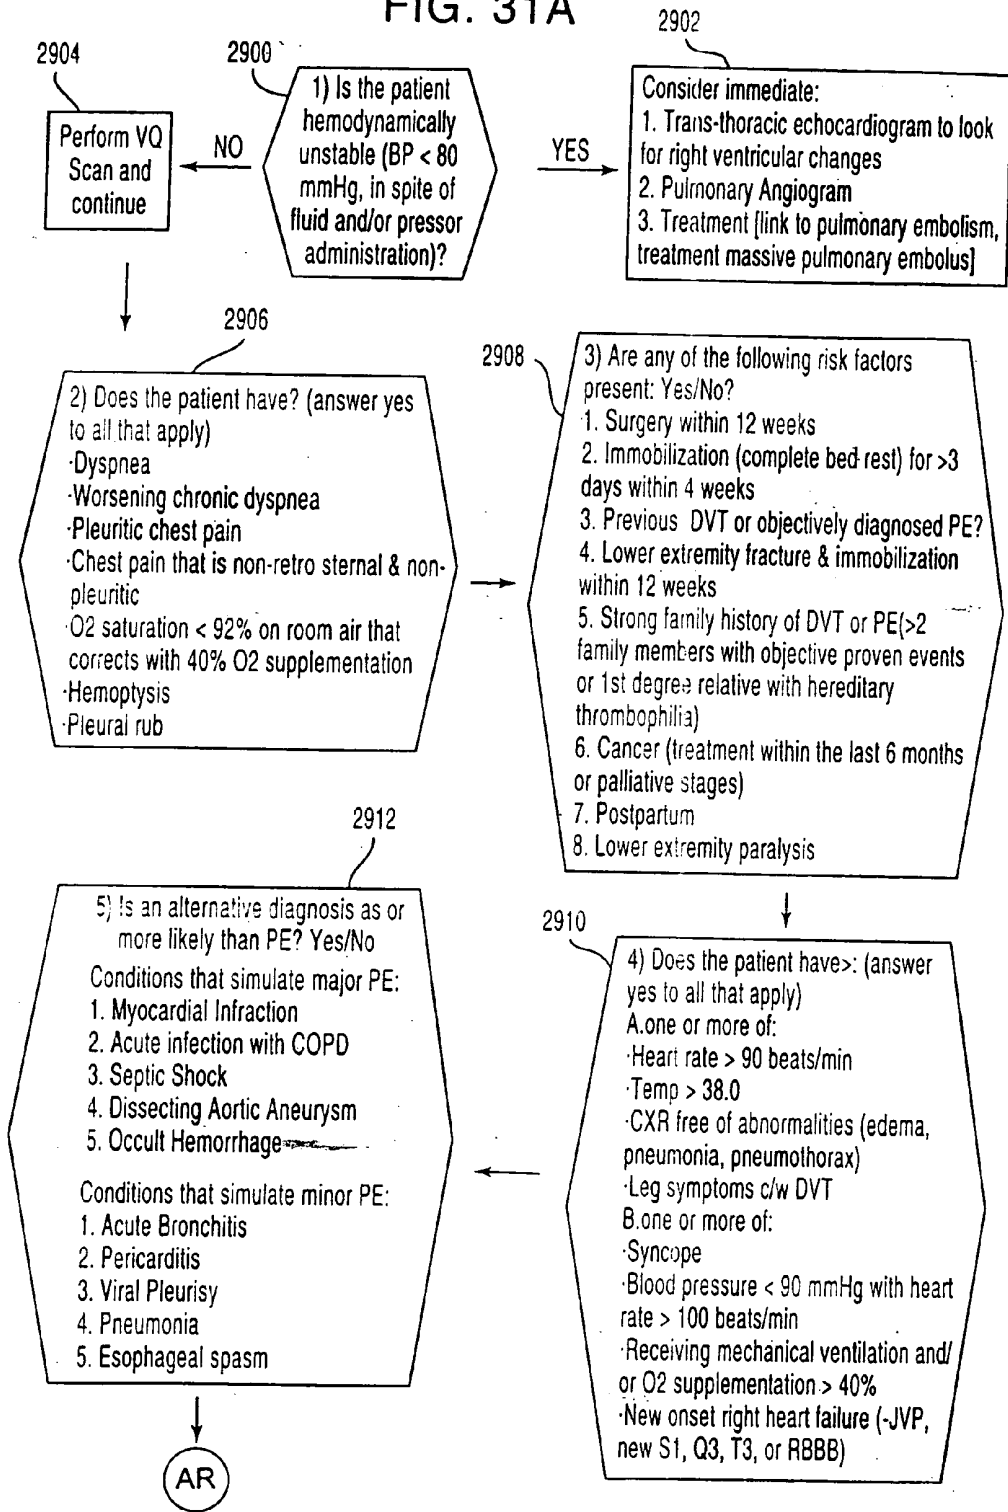 FIG. 31A
2904
Perform VQ
Scan and
continue
NO
2900
1) Is the patient
hemodynamically
unstable (BP < 80
mmHg, in spite of
fluid and/or pressor
administration)?
YES
2902
Consider immediate:
1. Trans-thoracic echocardiogram to look
for right ventricular changes
2. Pulmonary Angiogram
3. Treatment [link to pulmonary embolism,
treatment massive pulmonary embolus]
2906
2) Does the patient have? (answer yes
to all that apply)
·Dyspnea
·Worsening chronic dyspnea
·Pleuritic chest pain
·Chest pain that is non-retro sternal & non-
pleuritic
·O2 saturation < 92% on room air that
corrects with 40% O2 supplementation
·Hemoptysis
·Pleural rub
2908
3) Are any of the following risk factors
present: Yes/No?
1. Surgery within 12 weeks
2. Immobilization (complete bed rest) for >3
days within 4 weeks
3. Previous DVT or objectively diagnosed PE?
4. Lower extremity fracture & immobilization
within 12 weeks
5. Strong family history of DVT or PE(>2
family members with objective proven events
or 1st degree relative with hereditary
thrombophilia)
6. Cancer (treatment within the last 6 months
or palliative stages)
7. Postpartum
8. Lower extremity paralysis
2910
4) Does the patient have>: (answer
yes to all that apply)
A.one or more of:
·Heart rate > 90 beats/min
·Temp > 38.0
·CXR free of abnormalities (edema,
pneumonia, pneumothorax)
·Leg symptoms c/w DVT
B.one or more of:
·Syncope
·Blood pressure < 90 mmHg with heart
rate > 100 beats/min
·Receiving mechanical ventilation and/
or O2 supplementation > 40%
·New onset right heart failure (-JVP,
new S1, Q3, T3, or RBBB)
2912
5) Is an alternative diagnosis as or
more likely than PE? Yes/No
Conditions that simulate major PE:
1. Myocardial Infraction
2. Acute infection with COPD
3. Septic Shock
4. Dissecting Aortic Aneurysm
5. Occult Hemorrhage
Conditions that simulate minor PE:
1. Acute Bronchitis
2. Pericarditis
3. Viral Pleurisy
4. Pneumonia
5. Esophageal spasm
AR